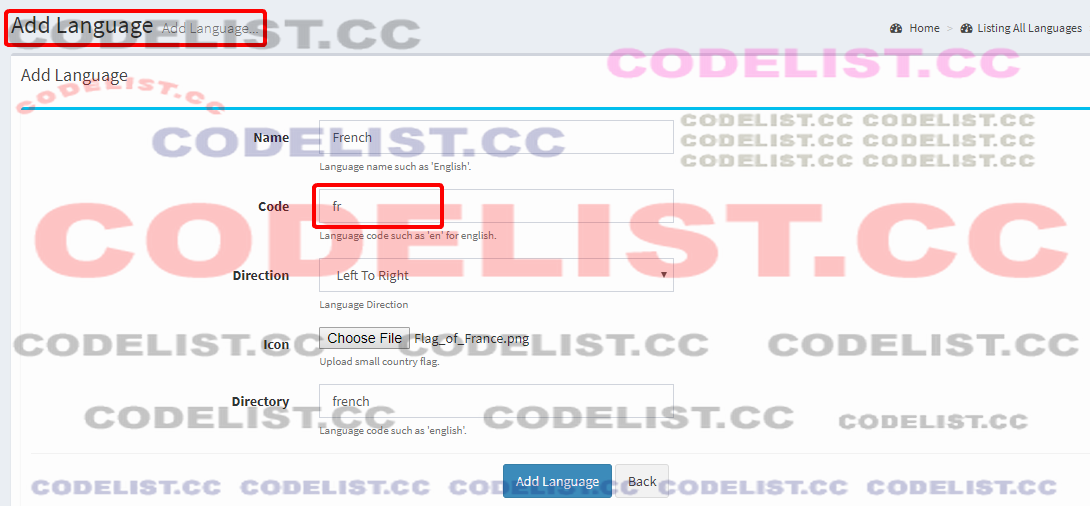 Add Language Add Language...
CODELIST.CC
Home > Listing All Languages
CODELIST.CC
Add Language
CODELIST.CC
CODELIST.CC CODELIST.CC
Name French
CODELIST.CC
CODELIST.CC CODELIST.CC
CODELIST.CC CODELIST.CC
Language name such as 'English'.
Code fr
CODELIST.CC
Language code such as 'en' for english.
Direction Left To Right
Language Direction
Icon Choose File Flag_of_France.png
CODELIST.CC CODELIST.CC CODELIST.CC
Upload small country flag.
Directory french
CODELIST.CC CODELIST.CC CODELIST.CC
Language code such as 'english'.
Add Language Back
CODELIST.CC CODELIST.CC CODELIST.CC CODELIST.CC CODELIST.CC